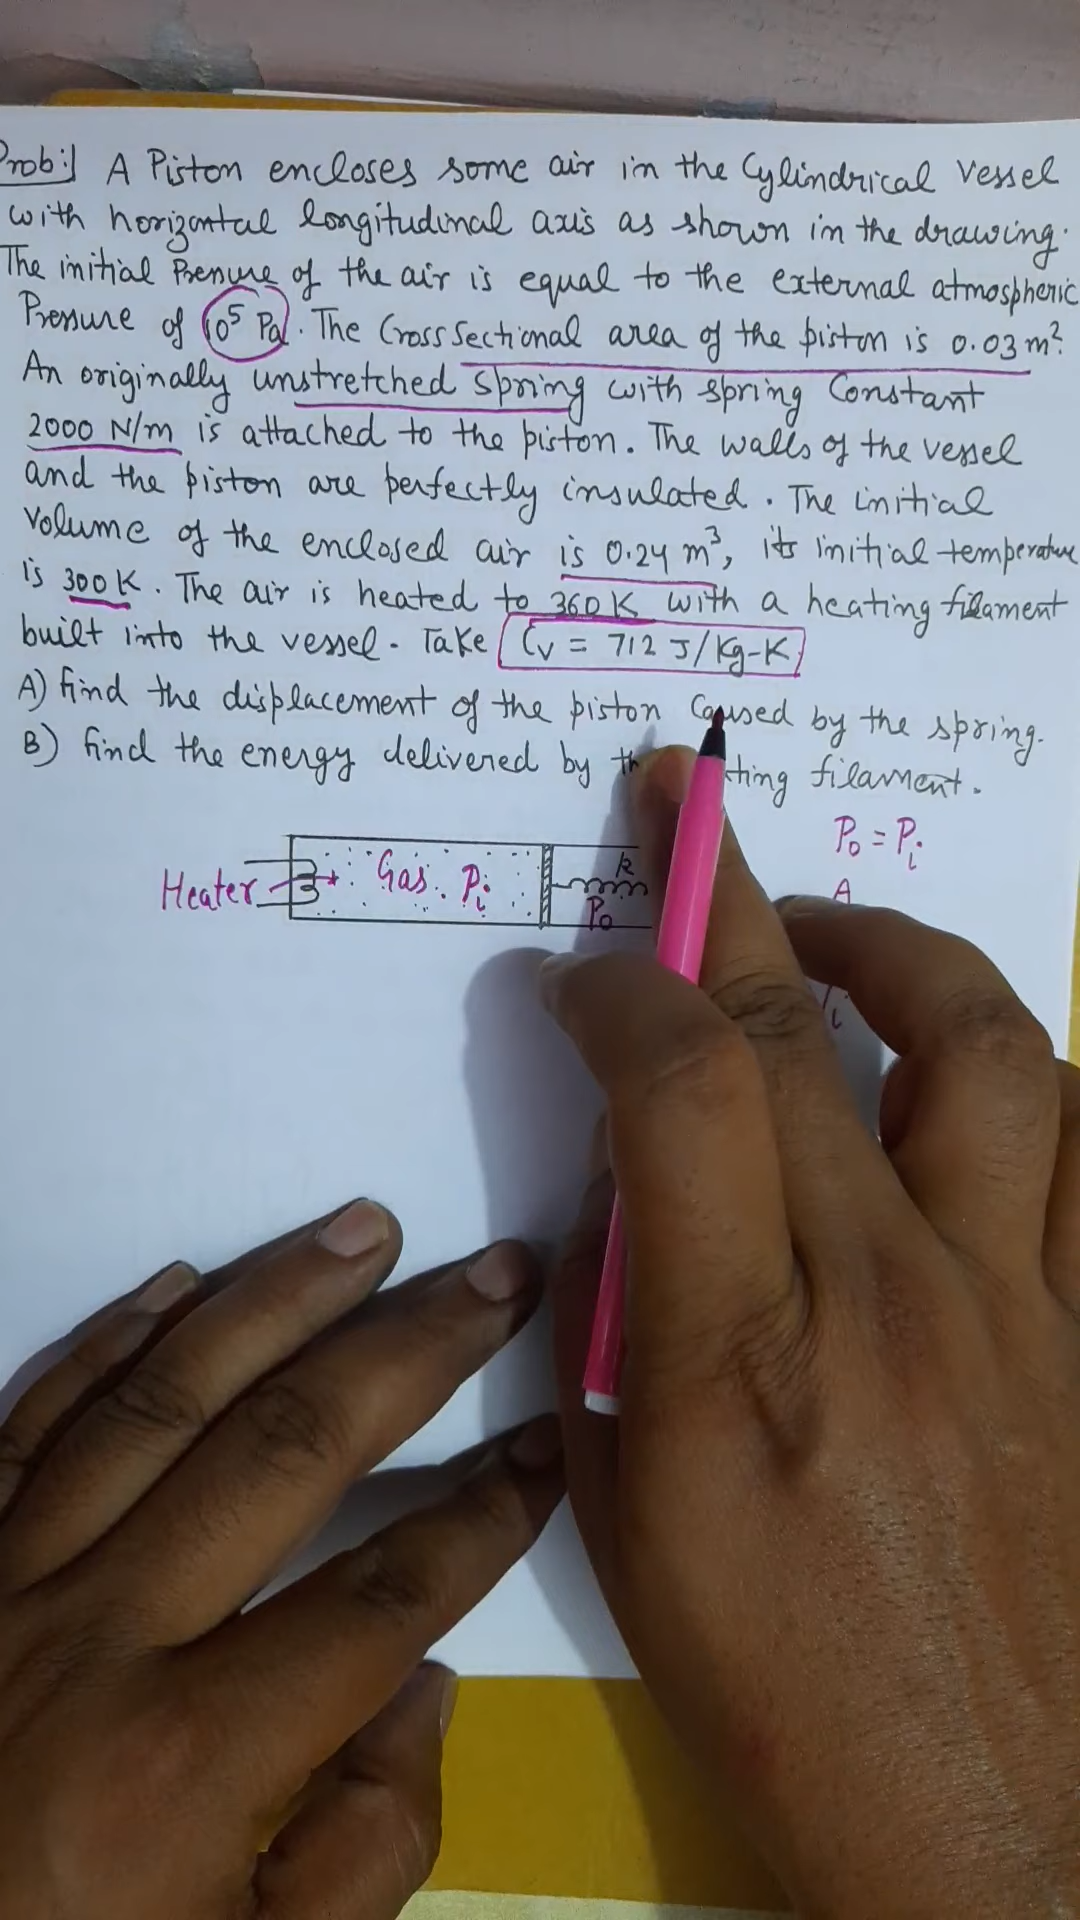 Prob:1 A Piston encloses some air in the Cylindrical Vessel
with horizontal longitudinal axis as shown in the drawing.
The initial Pressure of the air is equal to the external atmospheric
Pressure of 10⁵ Pa. The Cross Sectional area of the piston is 0.03 m².
An originally unstretched spring with spring Constant
2000 N/m is attached to the piston. The walls of the vessel
and the piston are perfectly insulated. The initial
Volume of the enclosed air is 0.24 m³, its initial temperature
is 300 K. The air is heated to 360 K with a heating filament
built into the vessel. Take Cv = 712 J/Kg-K
A) find the displacement of the piston Caused by the spring.
B) find the energy delivered by filament.
P₀ = Pᵢ
Heater Gas Pᵢ k
P₀
A